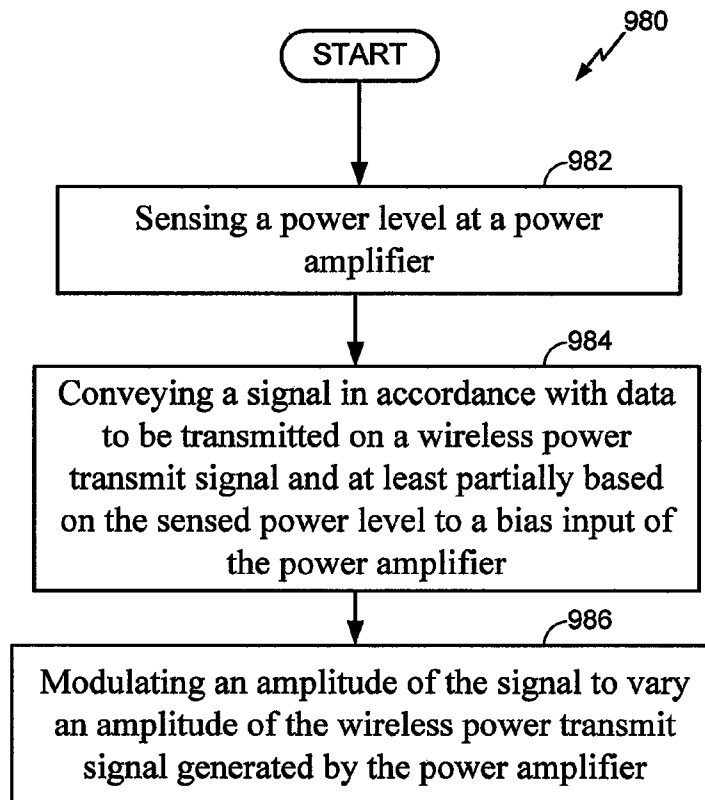 980
START
982
Sensing a power level at a power
amplifier
984
Conveying a signal in accordance with data
to be transmitted on a wireless power
transmit signal and at least partially based
on the sensed power level to a bias input of
the power amplifier
986
Modulating an amplitude of the signal to vary
an amplitude of the wireless power transmit
signal generated by the power amplifier